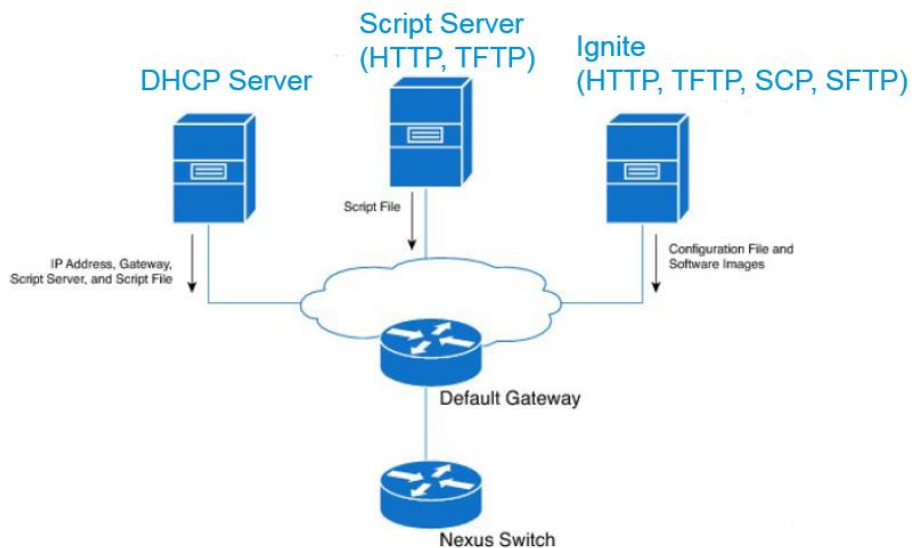 Script Server
(HTTP, TFTP)
Ignite
(HTTP, TFTP, SCP, SFTP)
DHCP Server
Script File
IP Address, Gateway,
Script Server, and Script File
Configuration File and
Software Images
Default Gateway
Nexus Switch